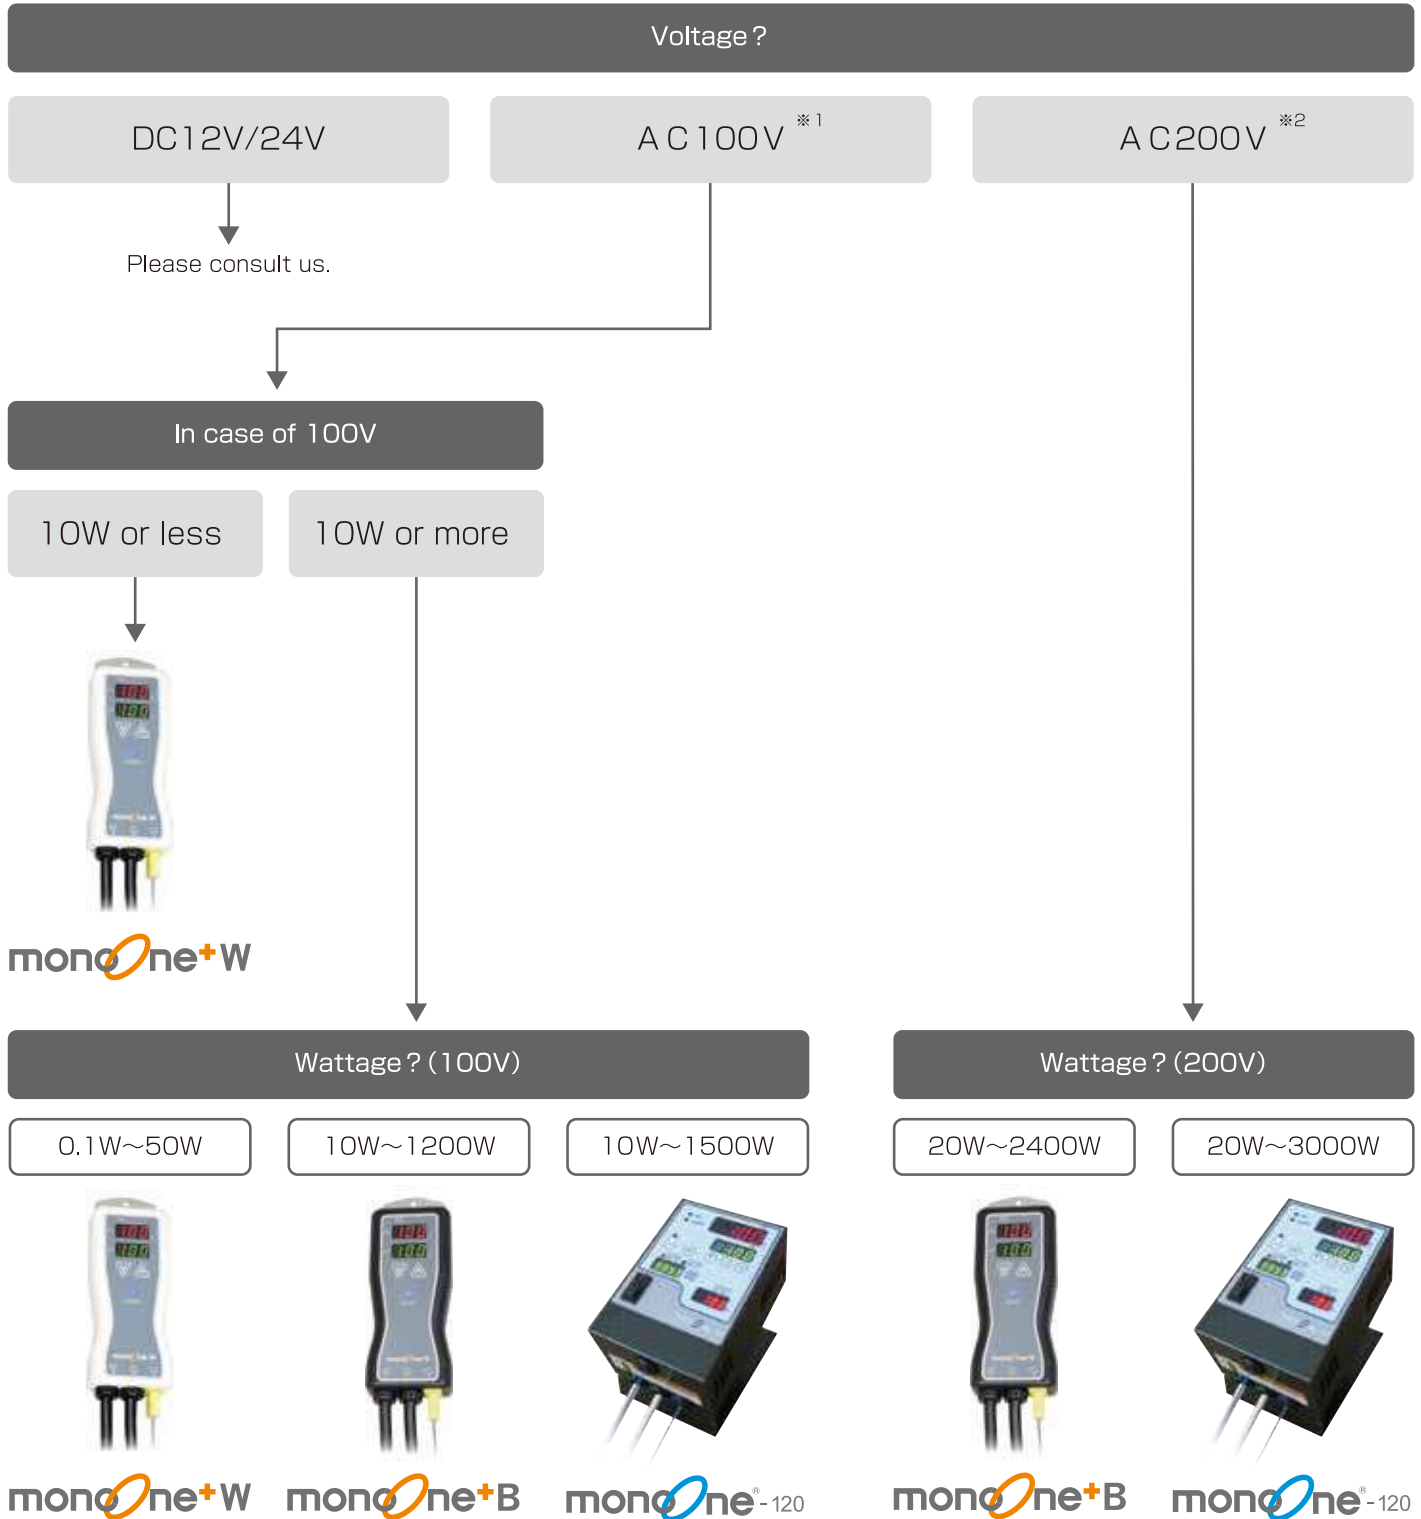 Voltage?
DC12V/24V
AC100V ※1
AC200V ※2
Please consult us.
In case of 100V
10W or less
10W or more
monoOne+W
Wattage? (100V)
Wattage? (200V)
0.1W～50W
10W～1200W
10W～1500W
20W～2400W
20W～3000W
monoOne+W
monoOne+B
monoOne®-120
monoOne+B
monoOne®-120